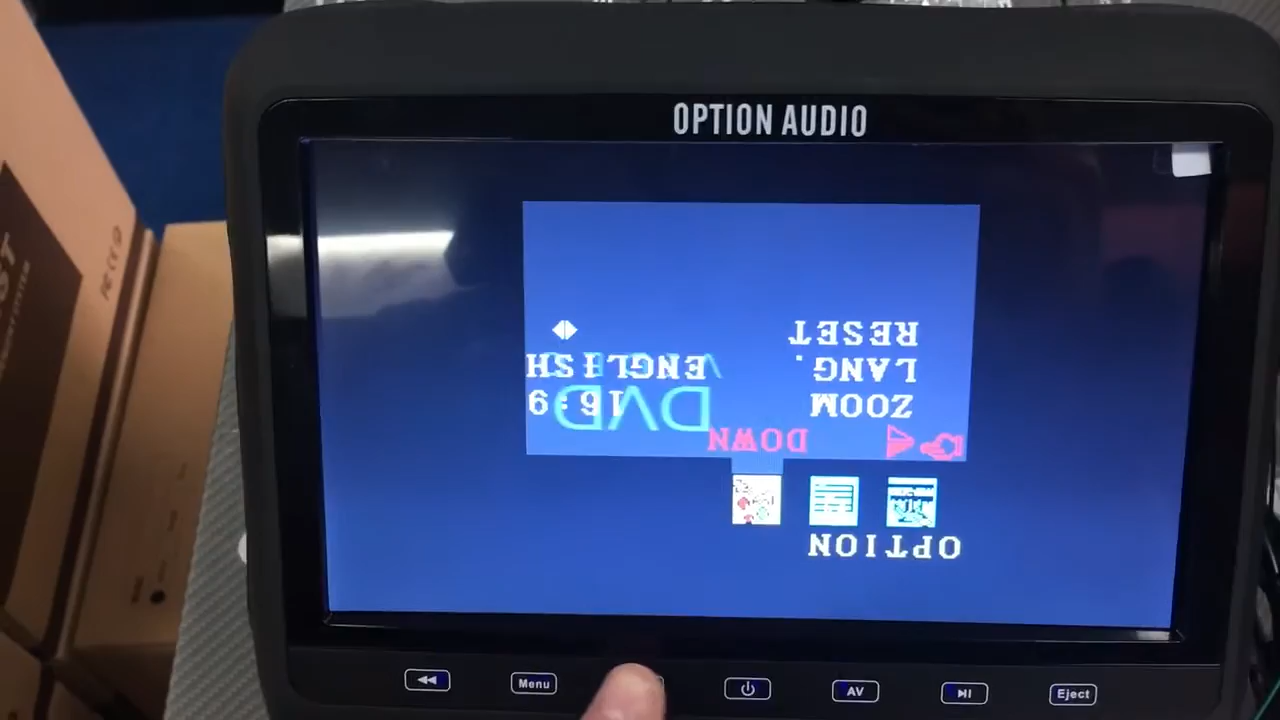 OPTION AUDIO
OPTION
DOWN
ZOOM 16:9
LANG. ENGLISH
RESET
DVD
Menu
AV
Eject